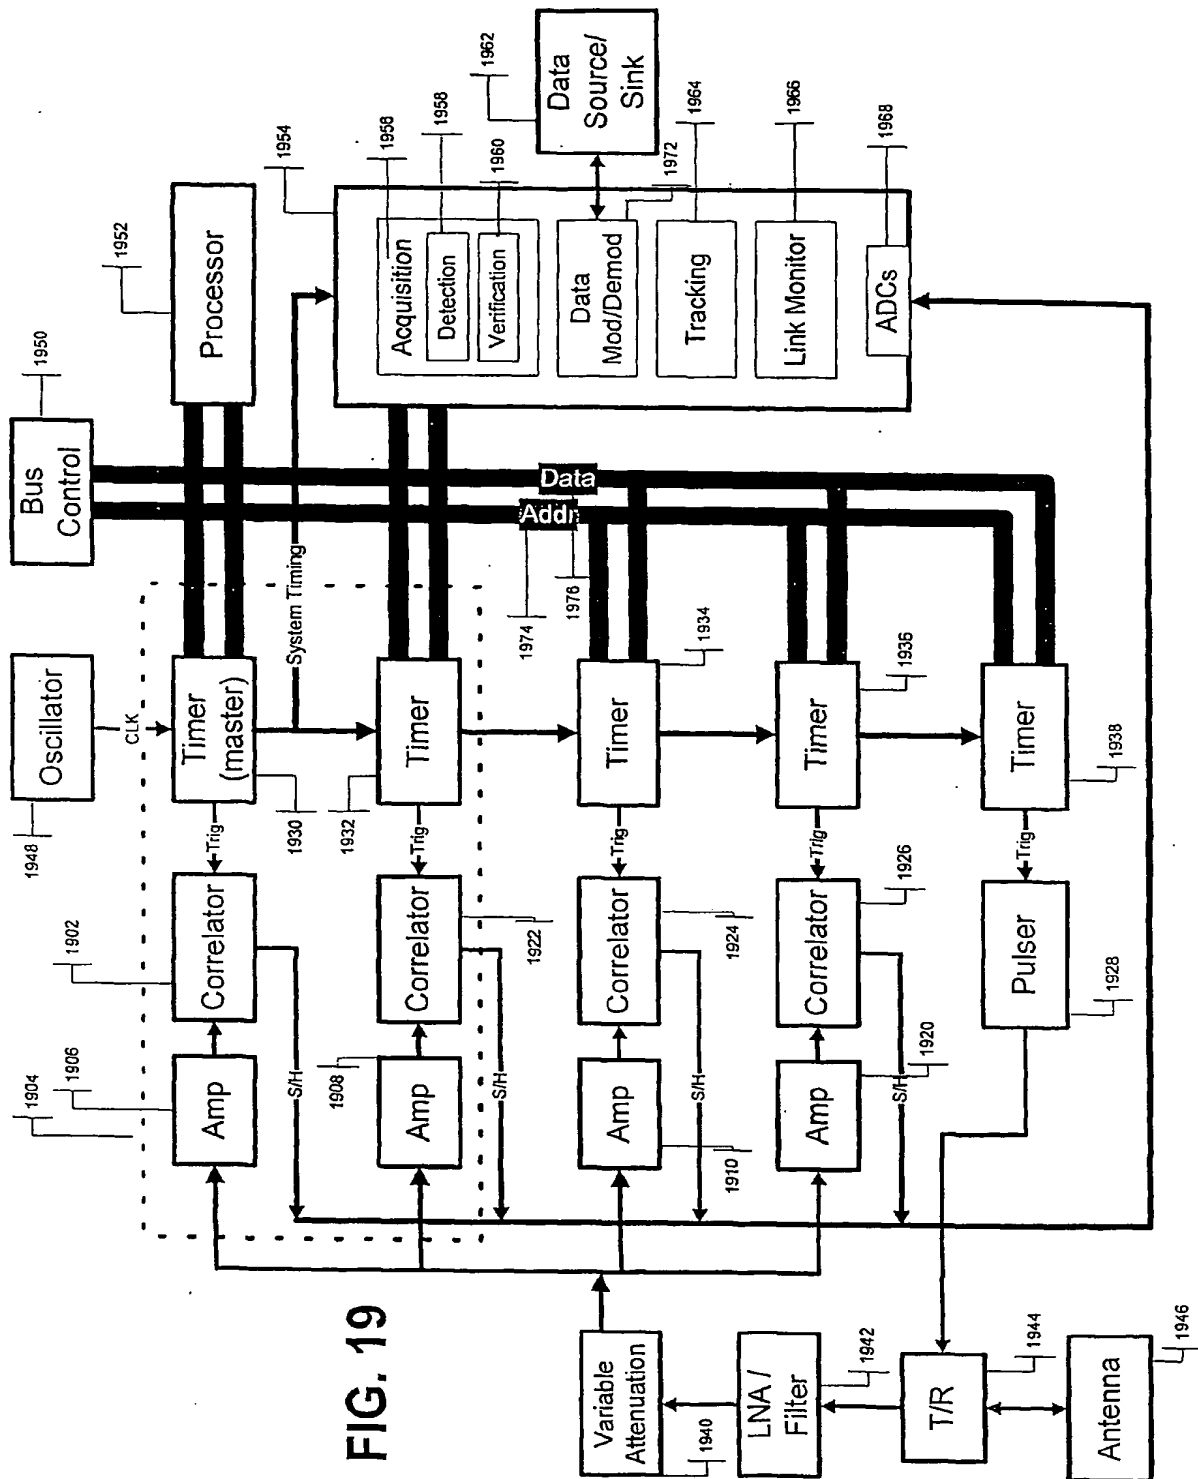 FIG. 19
Oscillator
1948
Bus
Control
1950
Processor
1952
CLK
Timer
(master)
1930
Trig
Correlator
1902
Amp
1906
1904
S/H
System Timing
Timer
1932
Trig
Correlator
1922
Amp
1908
S/H
Timer
1934
Trig
Correlator
1924
Amp
1910
S/H
Timer
1936
Trig
Correlator
1926
Amp
1920
S/H
Timer
1938
Trig
Pulser
1928
Data
Addr
1974
1976
1954
Acquisition
1958
Detection
1958
Verification
1960
Data
Mod/Demod
1972
Data
Source/
Sink
1962
Tracking
1964
Link Monitor
1966
ADCs
1968
Variable
Attenuation
1940
LNA /
Filter
1942
T/R
1944
Antenna
1946